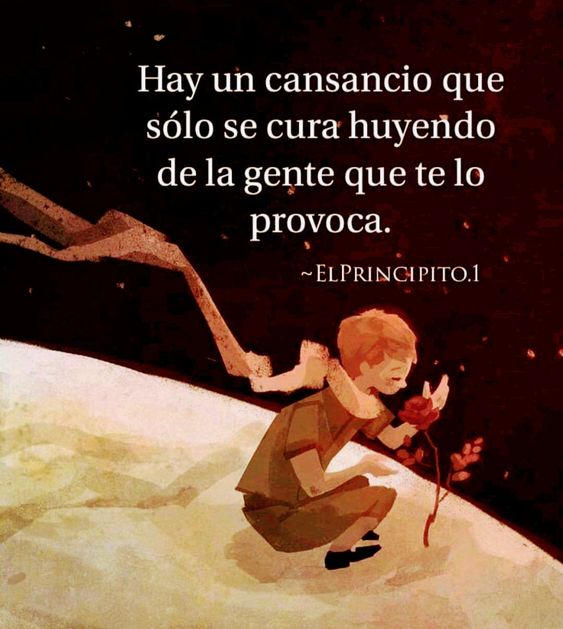 Hay un cansancio que
sólo se cura huyendo
de la gente que te lo
provoca.
~ELPRINCIPITO.1